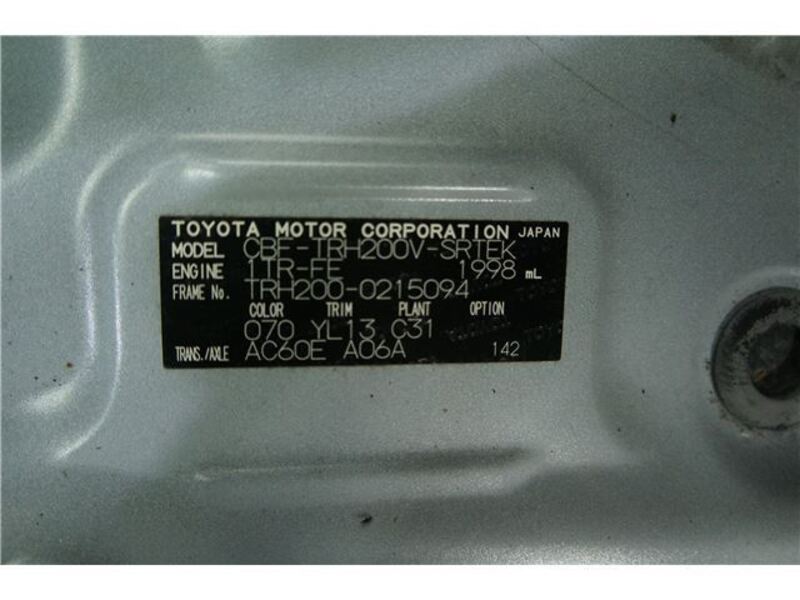 TOYOTA MOTOR CORPORATION JAPAN
MODEL CBF-TRH200V-SRTEK
ENGINE 1TR-FE 1998 mL
FRAME No. TRH200-0215094
COLOR TRIM PLANT OPTION
070 YL13 C31
TRANS./AXLE AC60E A06A 142